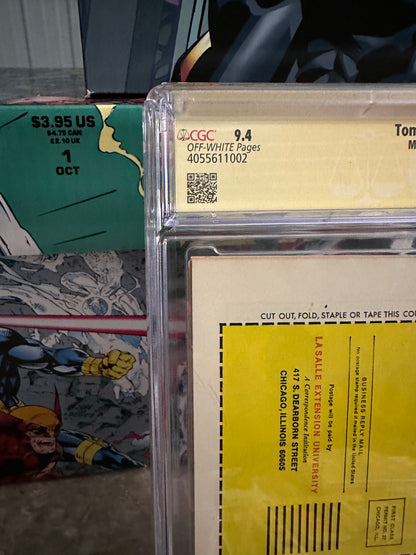 $3.95 US
$4.75 CAN
£2.10 UK
1
OCT
CGC 9.4
OFF-WHITE Pages
4055611002
Tom
M
CUT OUT, FOLD, STAPLE OR TAPE THIS CO
BUSINESS REPLY MAIL
No postage stamp required if mailed in the United States
Postage will be paid by
LA SALLE EXTENSION UNIVERSITY
A Correspondence Institution
417 S. DEARBORN STREET
CHICAGO, ILLINOIS 60605
FIRST CLASS
PERMIT NO. 27
CHICAGO, ILL.